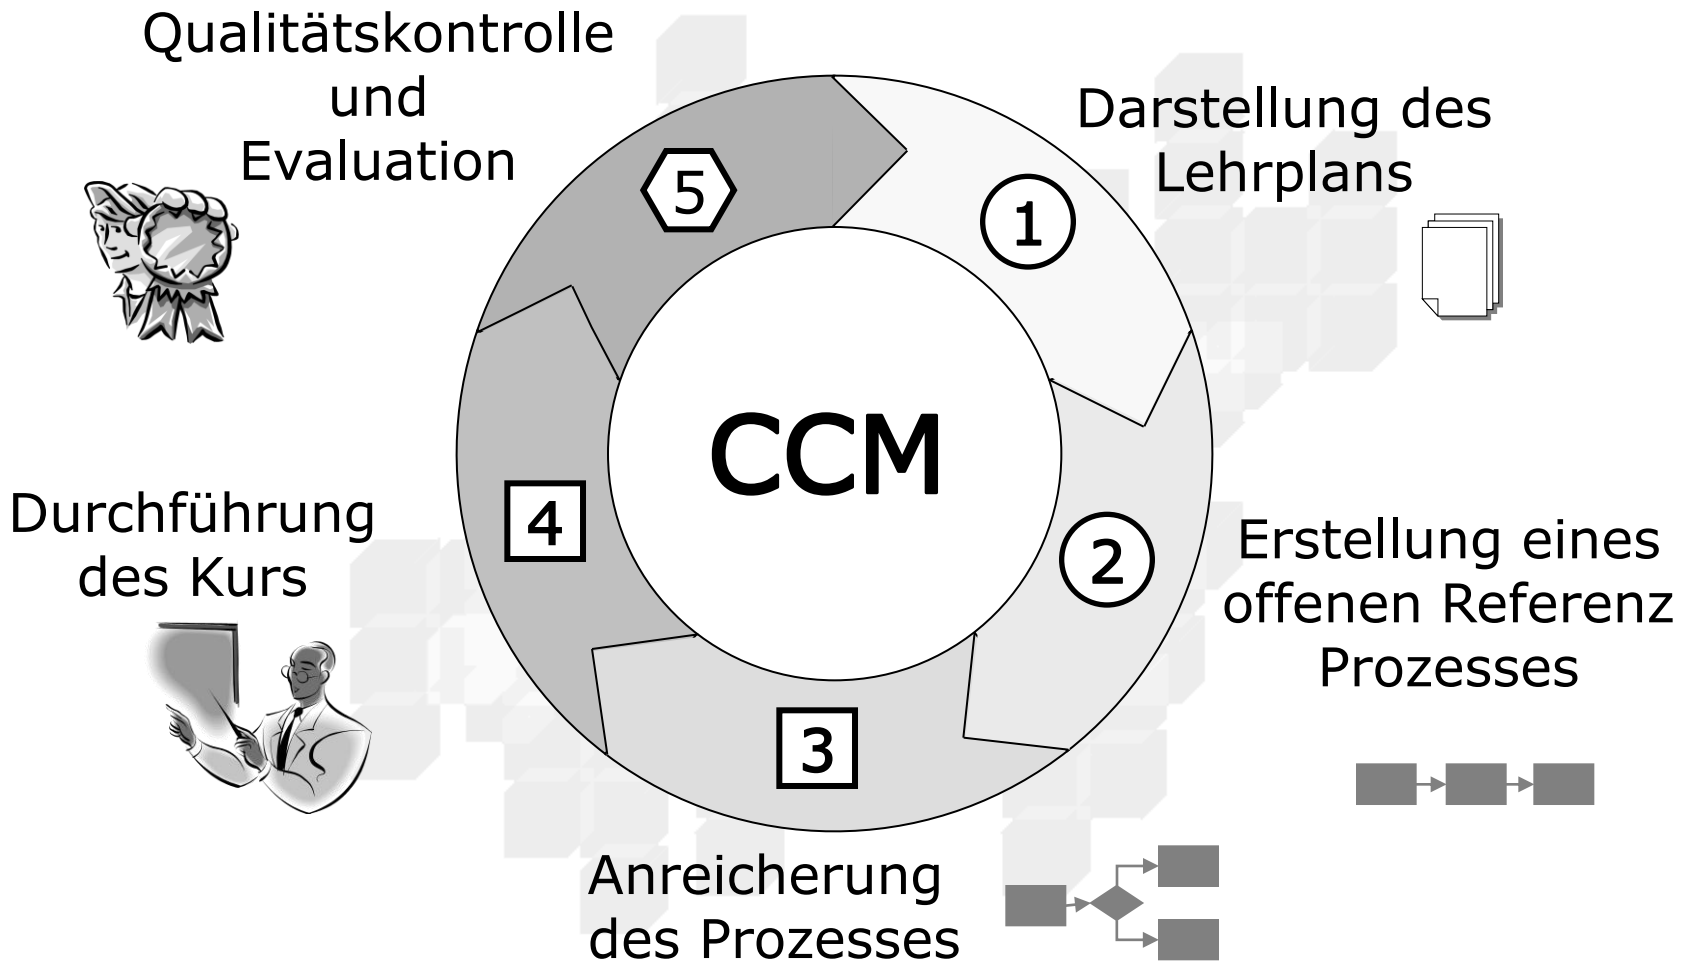 Qualitätskontrolle
und
Evaluation
5
1
Darstellung des
Lehrplans
CCM
4
Durchführung
des Kurs
2
Erstellung eines
offenen Referenz
Prozesses
3
Anreicherung
des Prozesses